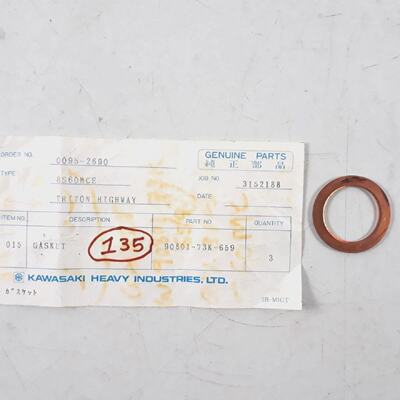 ORDER NO. 0095-2690
GENUINE PARTS
純正部品
TYPE 8S60MCE
JOB NO. 3152188
TRITON HIGHWAY
DATE
ITEM NO. DESCRIPTION PART NO. QUANTITY
015 GASKET 135 90801-73K-659 3
KAWASAKI HEAVY INDUSTRIES, LTD.
ガスケット